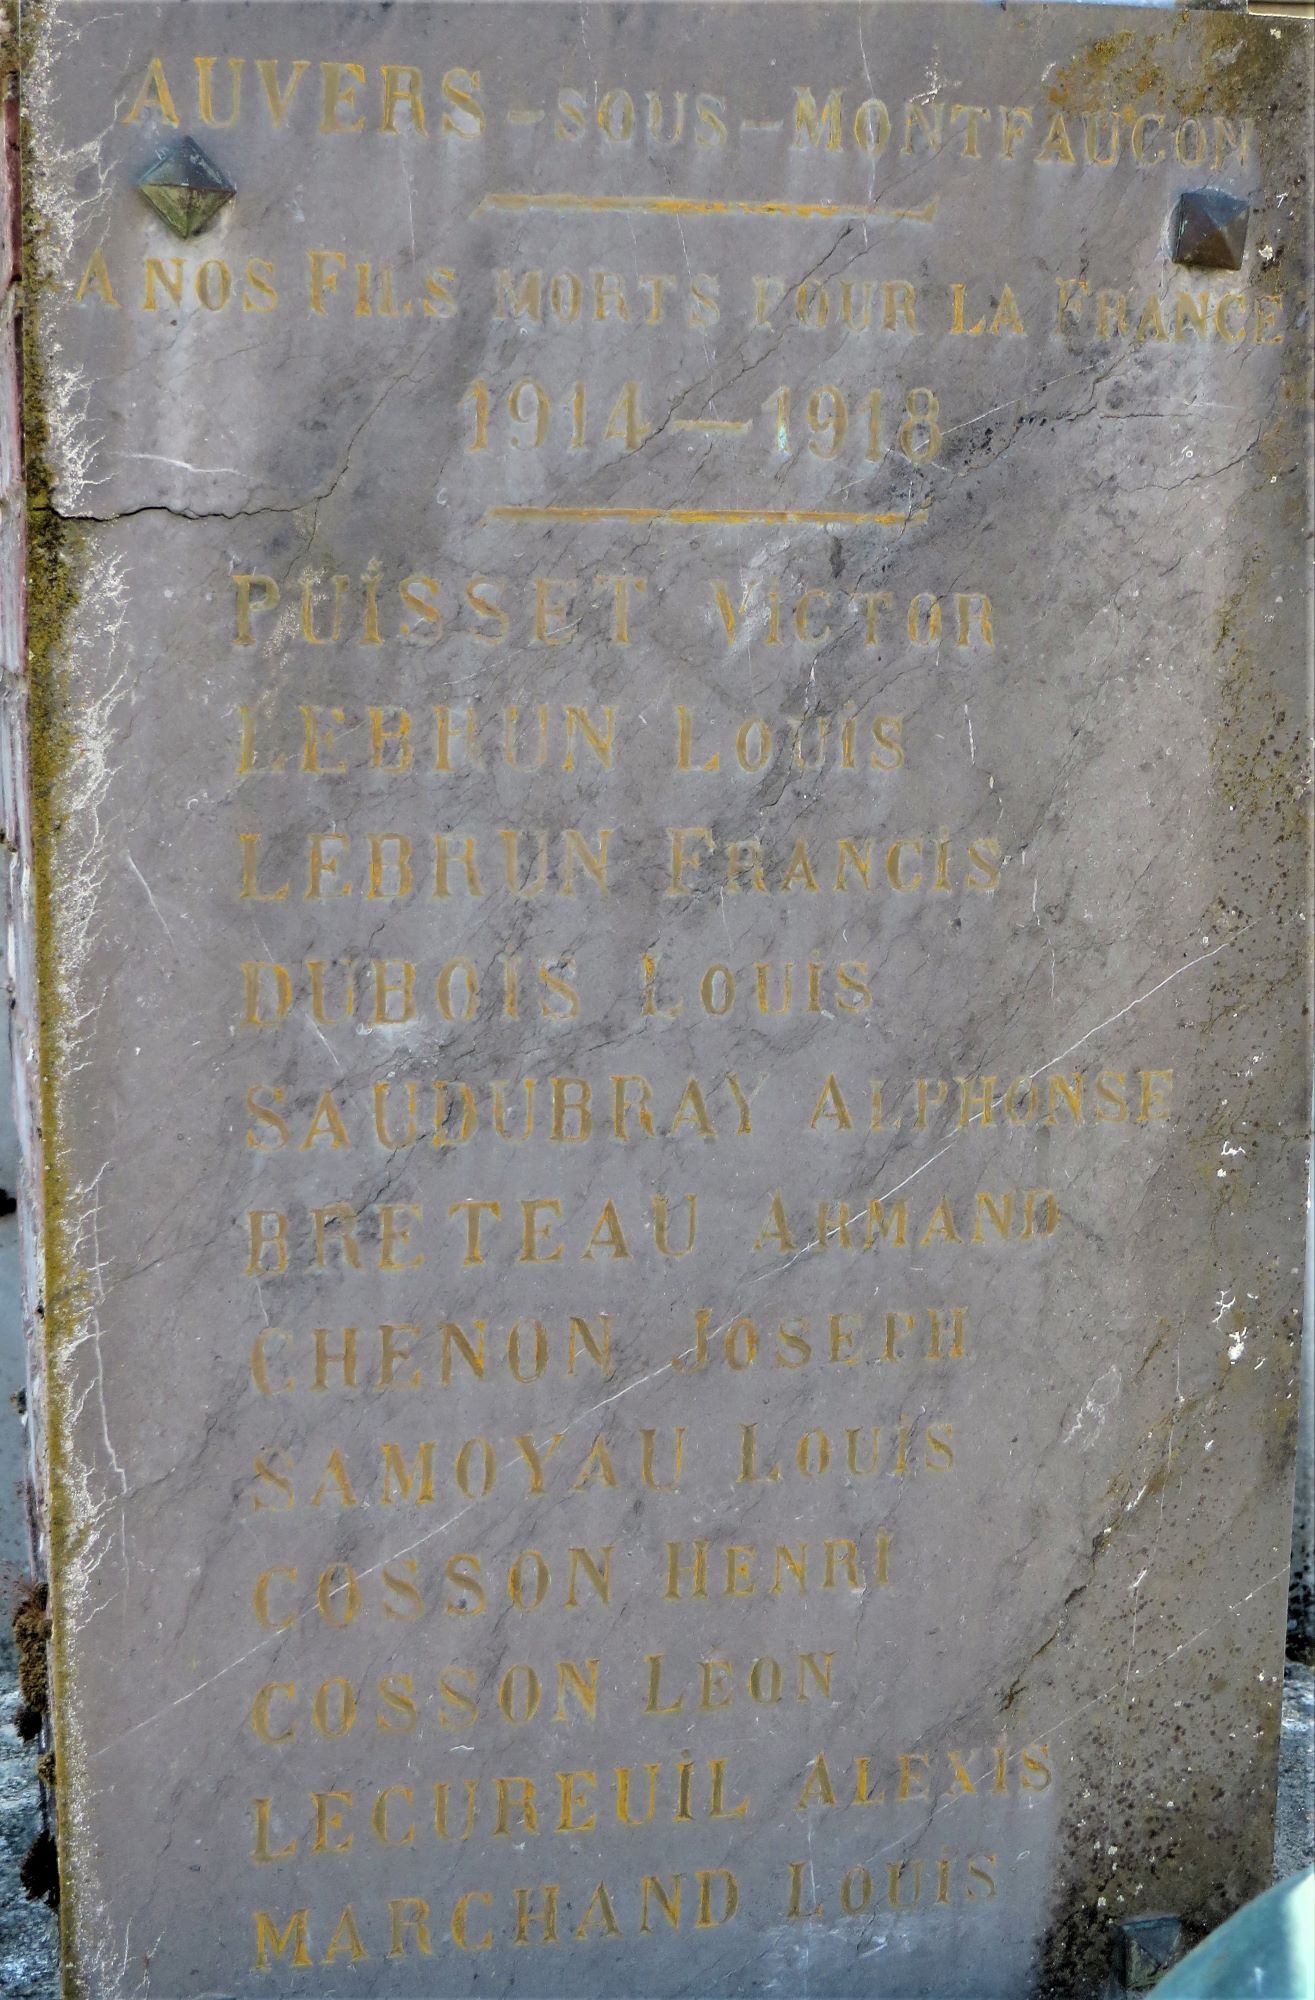 AUVERS-SOUS-MONTFAUCON
A NOS FILS MORTS POUR LA FRANCE
1914-1918
PUISSET VICTOR
LEBRUN LOUIS
LEBRUN FRANCIS
DUBOIS LOUIS
SAUDUBRAY ALPHONSE
BRETEAU ARMAND
CHENON JOSEPH
SAMOYAU LOUIS
COSSON HENRI
COSSON LÉON
LECUREUIL ALEXIS
MARCHAND LOUIS